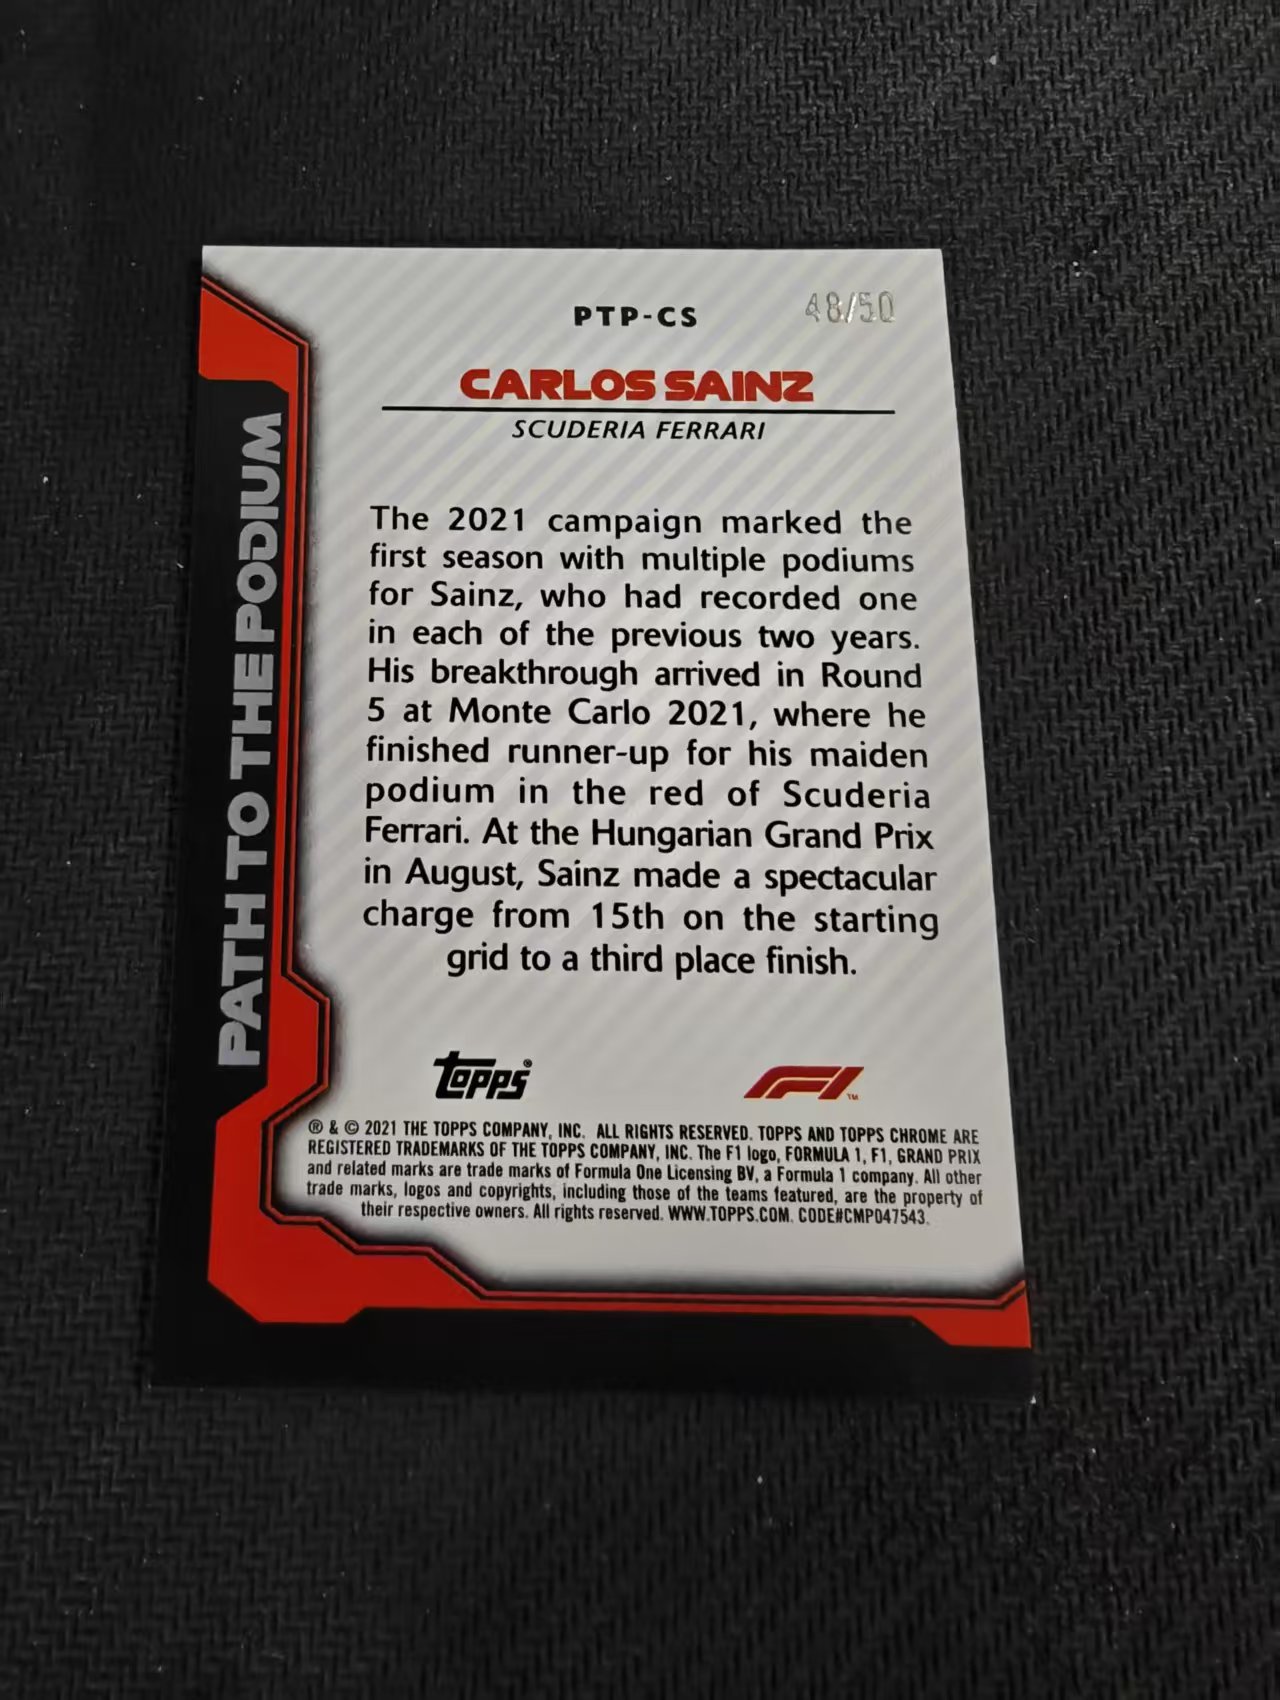 PTP-CS 48/50
CARLOS SAINZ
SCUDERIA FERRARI
PATH TO THE PODIUM
The 2021 campaign marked the
first season with multiple podiums
for Sainz, who had recorded one
in each of the previous two years.
His breakthrough arrived in Round
5 at Monte Carlo 2021, where he
finished runner-up for his maiden
podium in the red of Scuderia
Ferrari. At the Hungarian Grand Prix
in August, Sainz made a spectacular
charge from 15th on the starting
grid to a third place finish.
topps® F1™
® & © 2021 THE TOPPS COMPANY, INC. ALL RIGHTS RESERVED. TOPPS AND TOPPS CHROME ARE
REGISTERED TRADEMARKS OF THE TOPPS COMPANY, INC. The F1 logo, FORMULA 1, F1, GRAND PRIX
and related marks are trade marks of Formula One Licensing BV, a Formula 1 company. All other
trade marks, logos and copyrights, including those of the teams featured, are the property of
their respective owners. All rights reserved. WWW.TOPPS.COM. CODE#CMP047543.